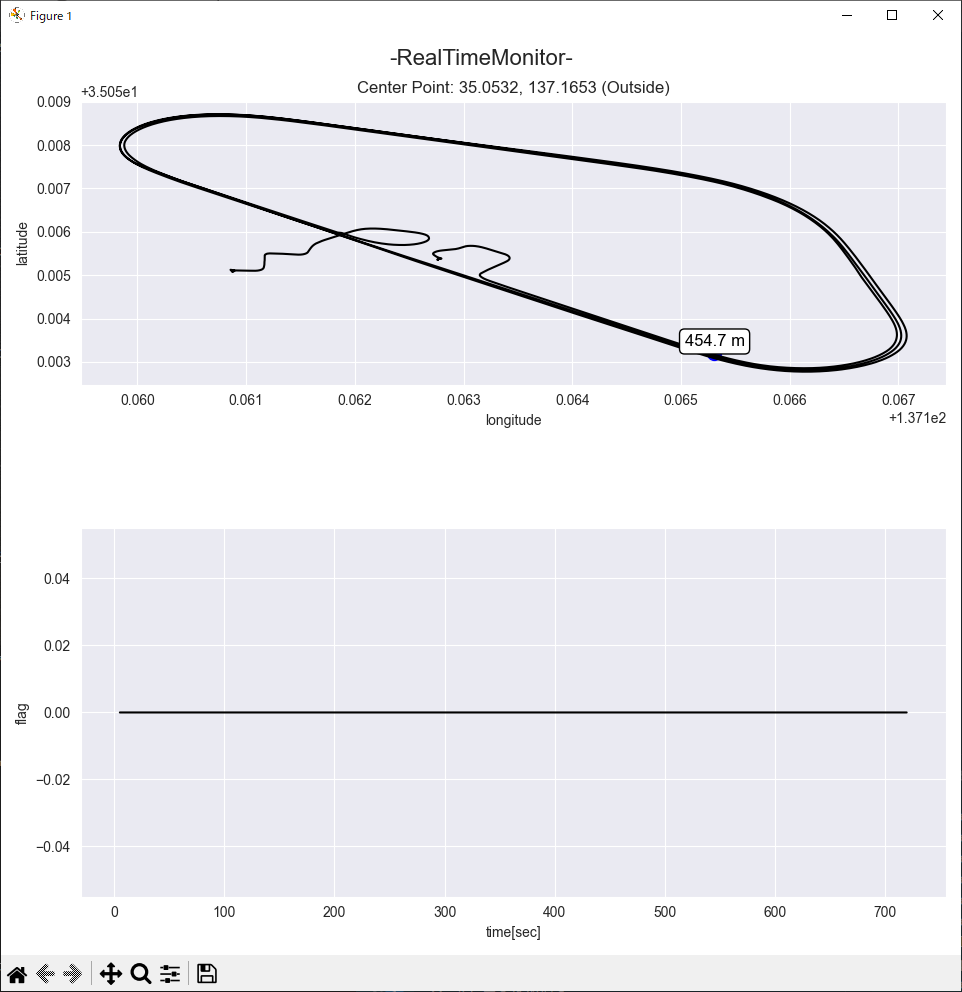 Figure 1
-RealTimeMonitor-
Center Point: 35.0532, 137.1653 (Outside)
+3.505e1
0.009
0.008
0.007
0.006
0.005
0.004
0.003
latitude
454.7 m
0.060 0.061 0.062 0.063 0.064 0.065 0.066 0.067
longitude
+1.371e2
0.04
0.02
0.00
−0.02
−0.04
flag
0 100 200 300 400 500 600 700
time[sec]